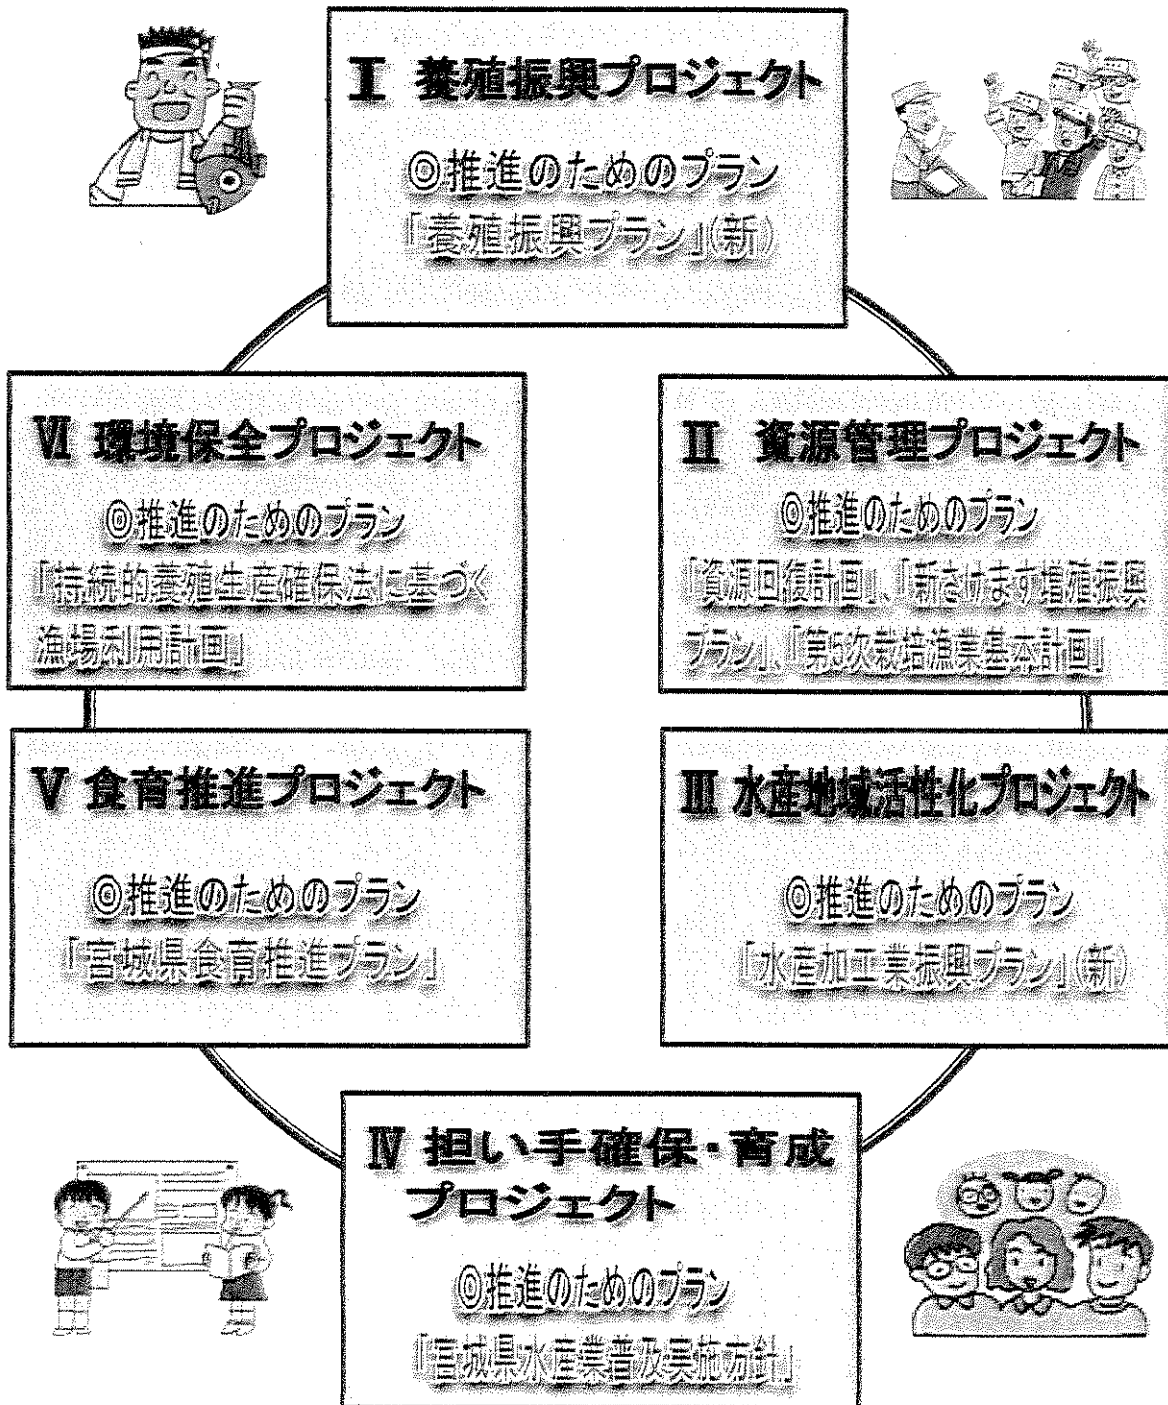 Ⅰ 養殖振興プロジェクト
◎推進のためのプラン
「養殖振興プラン」(新)
Ⅱ 資源管理プロジェクト
◎推進のためのプラン
「資源回復計画」、「新さけます増殖振興
プラン」、「第5次栽培漁業基本計画」
Ⅲ 水産地域活性化プロジェクト
◎推進のためのプラン
「水産加工業振興プラン」(新)
Ⅳ 担い手確保・育成
プロジェクト
◎推進のためのプラン
「宮城県水産業普及実施方針」
Ⅴ 食育推進プロジェクト
◎推進のためのプラン
「宮城県食育推進プラン」
Ⅵ 環境保全プロジェクト
◎推進のためのプラン
「持続的養殖生産確保法に基づく
漁場利用計画」